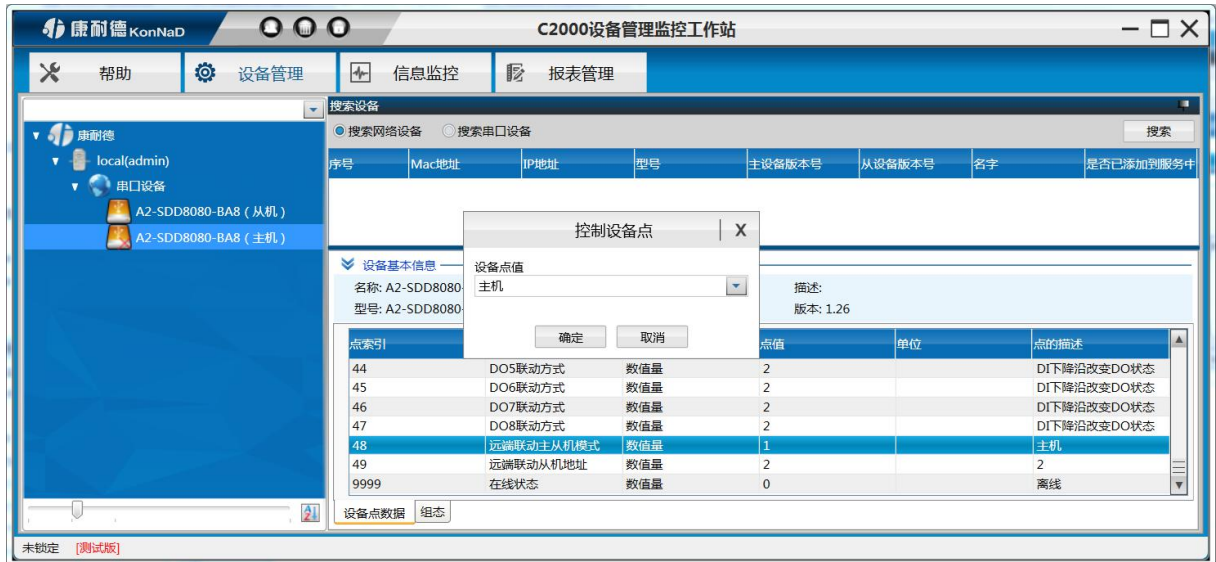 康耐德 KonNaD C2000设备管理监控工作站
帮助 设备管理 信息监控 报表管理
搜索设备
康耐德 搜索网络设备 搜索串口设备 搜索
local(admin) 序号 Mac地址 IP地址 型号 主设备版本号 从设备版本号 名字 是否已添加到服务中
串口设备
A2-SDD8080-BA8（从机）
A2-SDD8080-BA8（主机） 控制设备点 X
设备基本信息 设备点值
名称: A2-SDD8080- 主机 描述:
型号: A2-SDD8080- 版本: 1.26
确定 取消
点索引 点值 单位 点的描述
44 DO5联动方式 数值量 2 DI下降沿改变DO状态
45 DO6联动方式 数值量 2 DI下降沿改变DO状态
46 DO7联动方式 数值量 2 DI下降沿改变DO状态
47 DO8联动方式 数值量 2 DI下降沿改变DO状态
48 远端联动主从机模式 数值量 1 主机
49 远端联动从机地址 数值量 2 2
9999 在线状态 数值量 0 离线
设备点数据 组态
未锁定 [测试版]